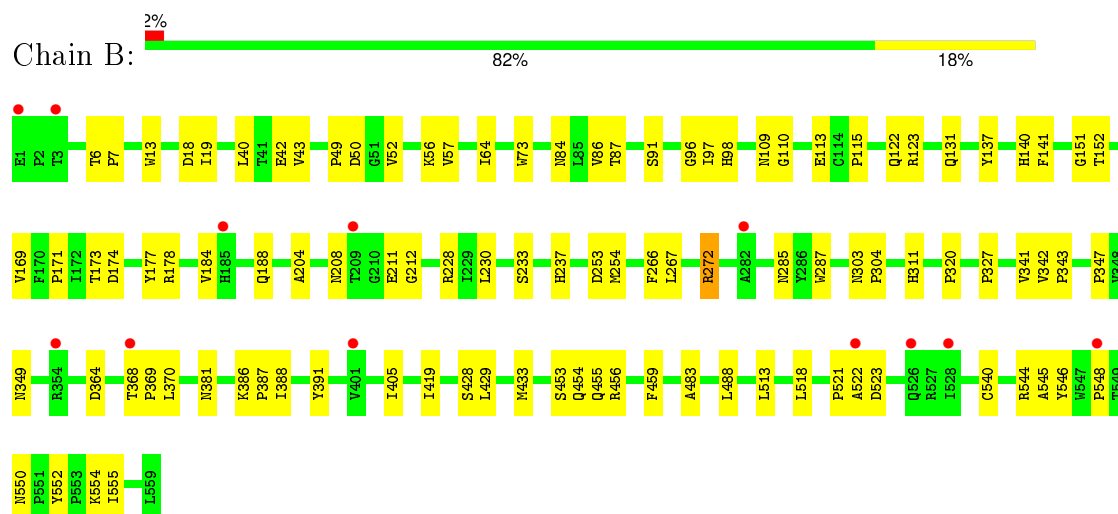 2%
Chain B:
82% 18%
E1 P2 T3 T6 P7 W13 D18 I19 L40 T41 E42 V43 P49 D50 G51 V52 K56 V57 I64 W73 N84 L85 V86 T87 S91 G96 I97 H98 N109 G110 E113 C114 P115 Q122 R123 Q131 Y137 H140 F141 G151 T152
V169 F170 P171 I172 T173 D174 Y177 R178 V184 H185 Q188 A204 N208 T209 G210 E211 G212 R228 I229 L230 S233 H237 D253 M254 F266 L267 R272 A282 N285 Y286 W287 N303 P304 H311 P320 P327 V341 V342 P343 P347 V348
N349 R354 D364 T368 P369 L370 N381 K386 P387 I388 Y391 V401 I405 I419 S428 L429 M433 S453 Q454 Q455 R456 F459 A483 L488 L513 L518 P521 A522 D523 Q526 R527 I528 C540 R544 A545 Y546 W547 P548 T549
N550 P551 Y552 P553 K554 I555 L559